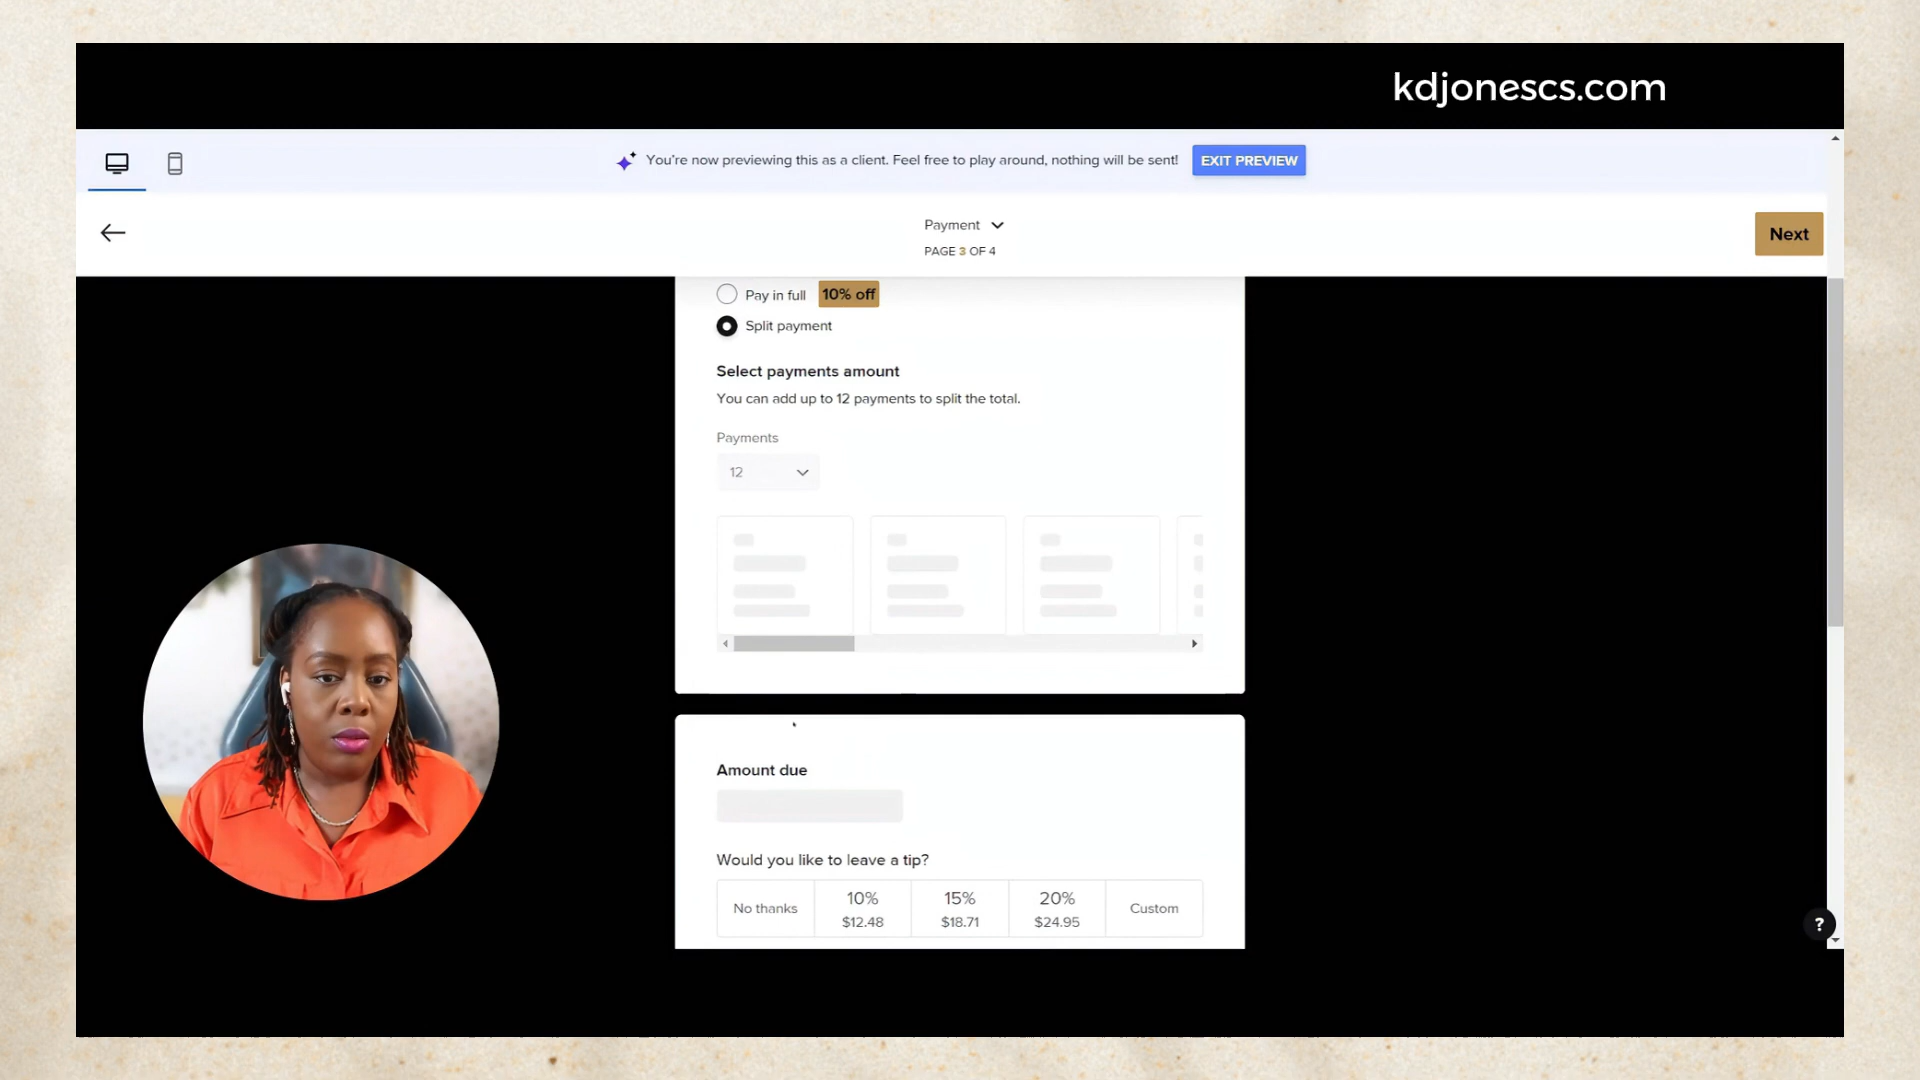 kdjonescs.com
You're now previewing this as a client. Feel free to play around, nothing will be sent!
EXIT PREVIEW
Payment
PAGE 3 OF 4
Next
Pay in full
10% off
Split payment
Select payments amount
You can add up to 12 payments to split the total.
Payments
12
Amount due
Would you like to leave a tip?
No thanks
10%
$12.48
15%
$18.71
20%
$24.95
Custom
?